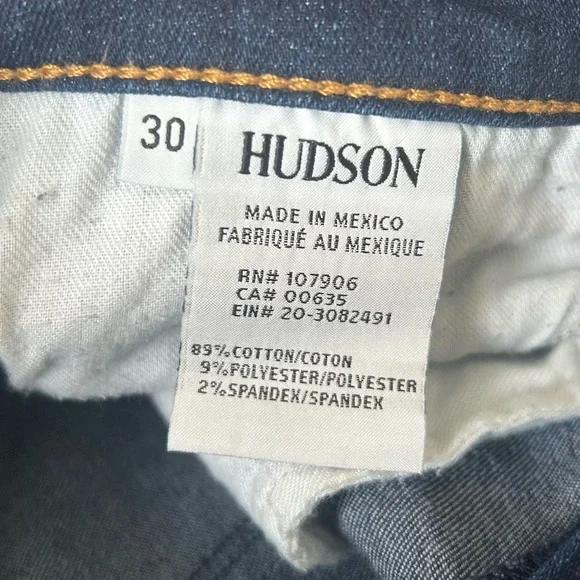 30
HUDSON
MADE IN MEXICO
FABRIQUÉ AU MEXIQUE
RN# 107906
CA# 00635
EIN# 20-3082491
89% COTTON/COTON
9% POLYESTER/POLYESTER
2% SPANDEX/SPANDEX